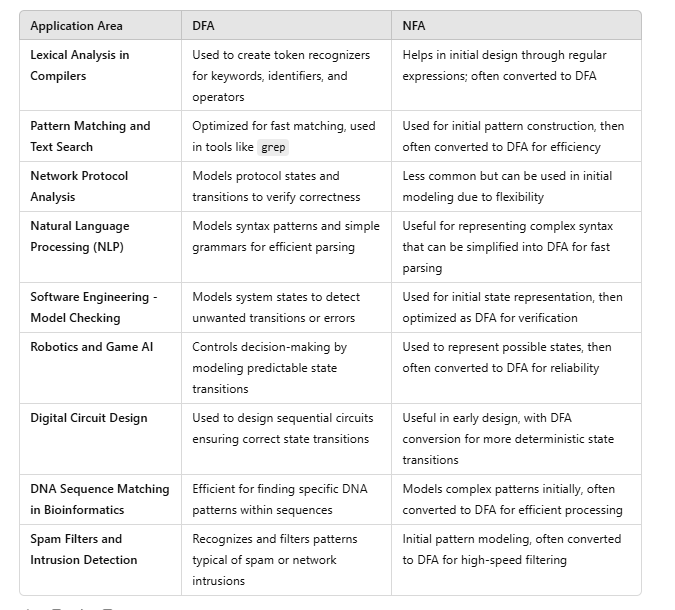 Application Area
DFA
NFA
Lexical Analysis in
Compilers
Used to create token recognizers
for keywords, identifiers, and
operators
Helps in initial design through regular
expressions; often converted to DFA
Pattern Matching and
Text Search
Optimized for fast matching, used
in tools like grep
Used for initial pattern construction, then
often converted to DFA for efficiency
Network Protocol
Analysis
Models protocol states and
transitions to verify correctness
Less common but can be used in initial
modeling due to flexibility
Natural Language
Processing (NLP)
Models syntax patterns and simple
grammars for efficient parsing
Useful for representing complex syntax
that can be simplified into DFA for fast
parsing
Software Engineering -
Model Checking
Models system states to detect
unwanted transitions or errors
Used for initial state representation, then
optimized as DFA for verification
Robotics and Game AI
Controls decision-making by
modeling predictable state
transitions
Used to represent possible states, then
often converted to DFA for reliability
Digital Circuit Design
Used to design sequential circuits
ensuring correct state transitions
Useful in early design, with DFA
conversion for more deterministic state
transitions
DNA Sequence Matching
in Bioinformatics
Efficient for finding specific DNA
patterns within sequences
Models complex patterns initially, often
converted to DFA for efficient processing
Spam Filters and
Intrusion Detection
Recognizes and filters patterns
typical of spam or network
intrusions
Initial pattern modeling, often converted
to DFA for high-speed filtering